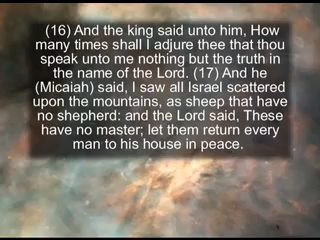 (16) And the king said unto him, How
many times shall I adjure thee that thou
speak unto me nothing but the truth in
the name of the Lord. (17) And he
(Micaiah) said, I saw all Israel scattered
upon the mountains, as sheep that have
no shepherd: and the Lord said, These
have no master; let them return every
man to his house in peace.